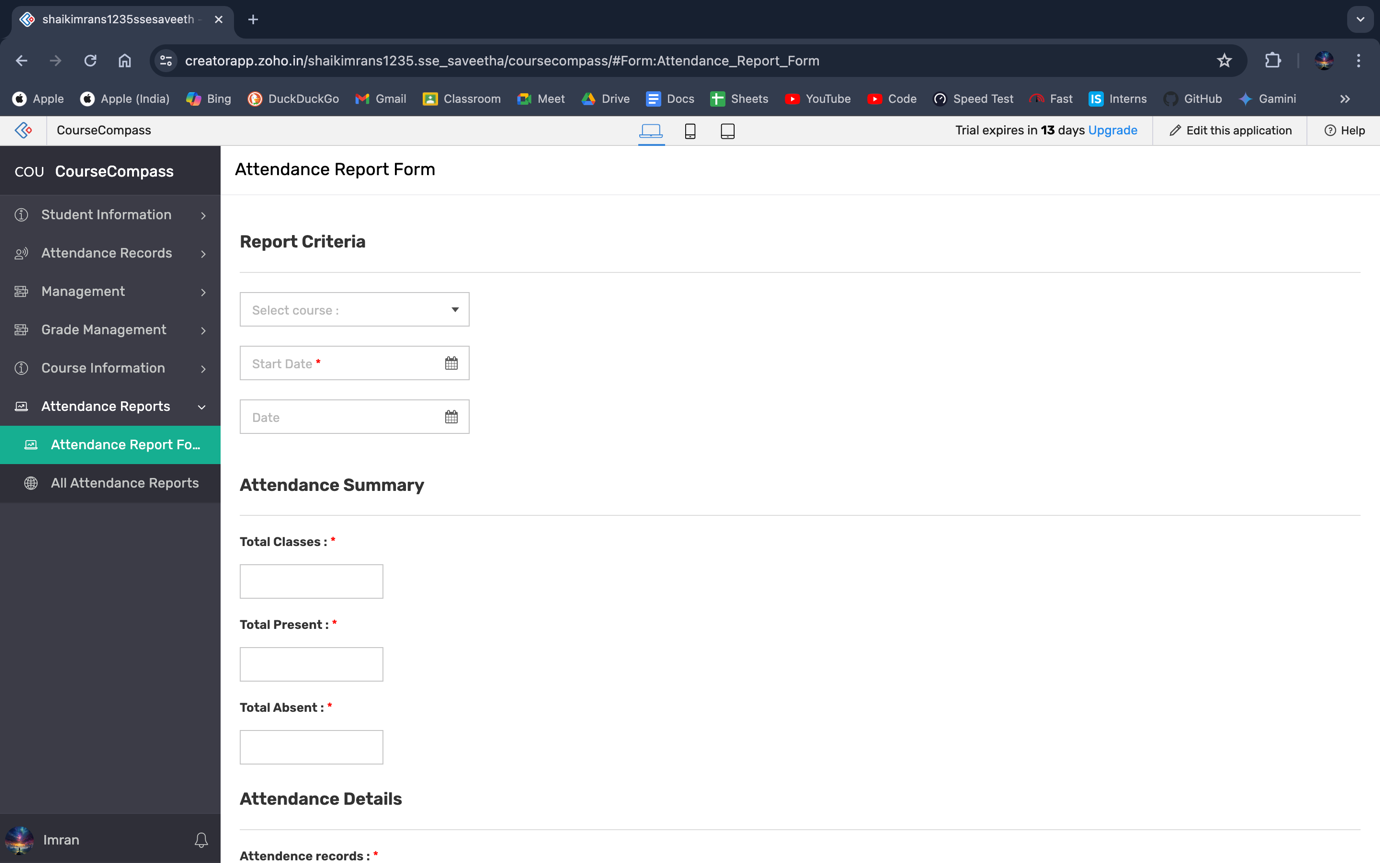 shaikimrans1235ssesaveeth
creatorapp.zoho.in/shaikimrans1235.sse_saveetha/coursecompass/#Form:Attendance_Report_Form
Apple Apple (India) Bing DuckDuckGo Gmail Classroom Meet Drive Docs Sheets YouTube Code Speed Test Fast IS Interns GitHub Gamini
CourseCompass Trial expires in 13 days Upgrade Edit this application Help
COU CourseCompass
Student Information
Attendance Records
Management
Grade Management
Course Information
Attendance Reports
Attendance Report Fo...
All Attendance Reports
Imran
Attendance Report Form
Report Criteria
Select course :
Start Date *
Date
Attendance Summary
Total Classes : *
Total Present : *
Total Absent : *
Attendance Details
Attendence records : *